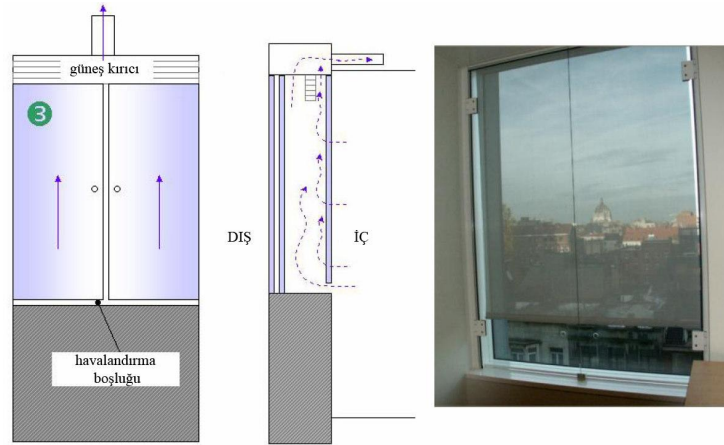 güneş kırıcı
3
DIŞ
İÇ
havalandırma
boşluğu